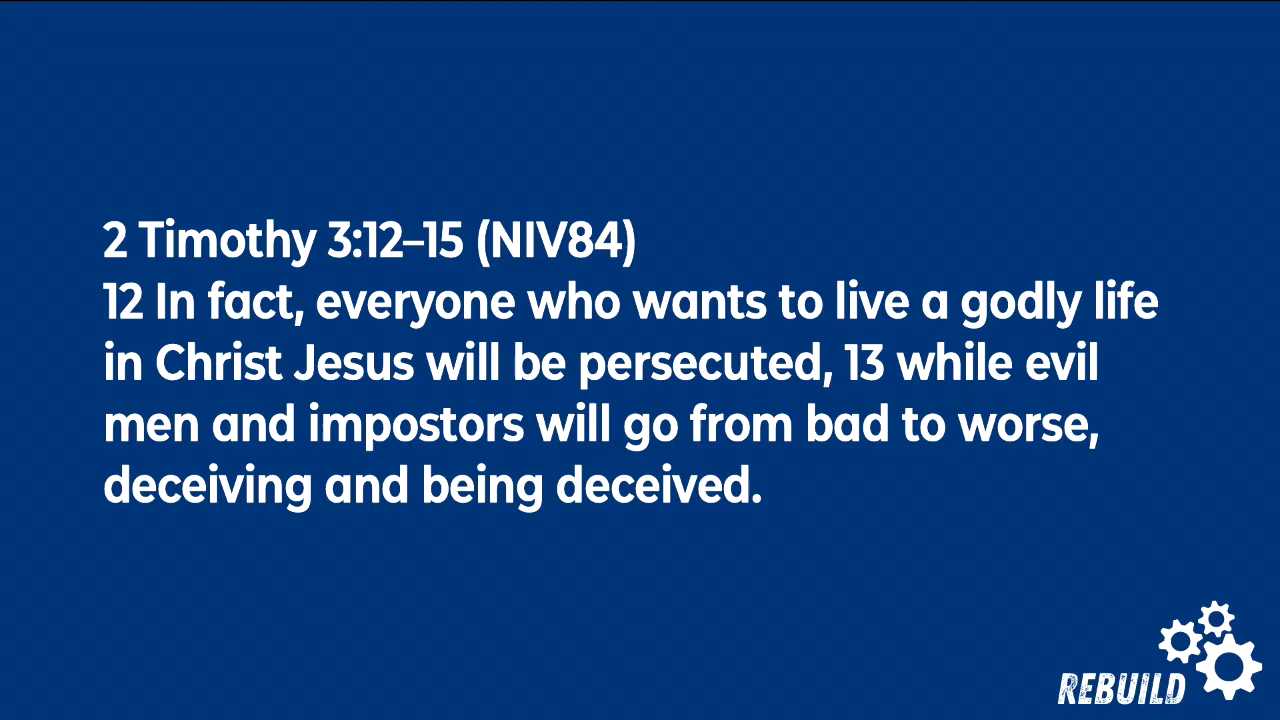 2 Timothy 3:12–15 (NIV84)
12 In fact, everyone who wants to live a godly life
in Christ Jesus will be persecuted, 13 while evil
men and impostors will go from bad to worse,
deceiving and being deceived.
REBUILD